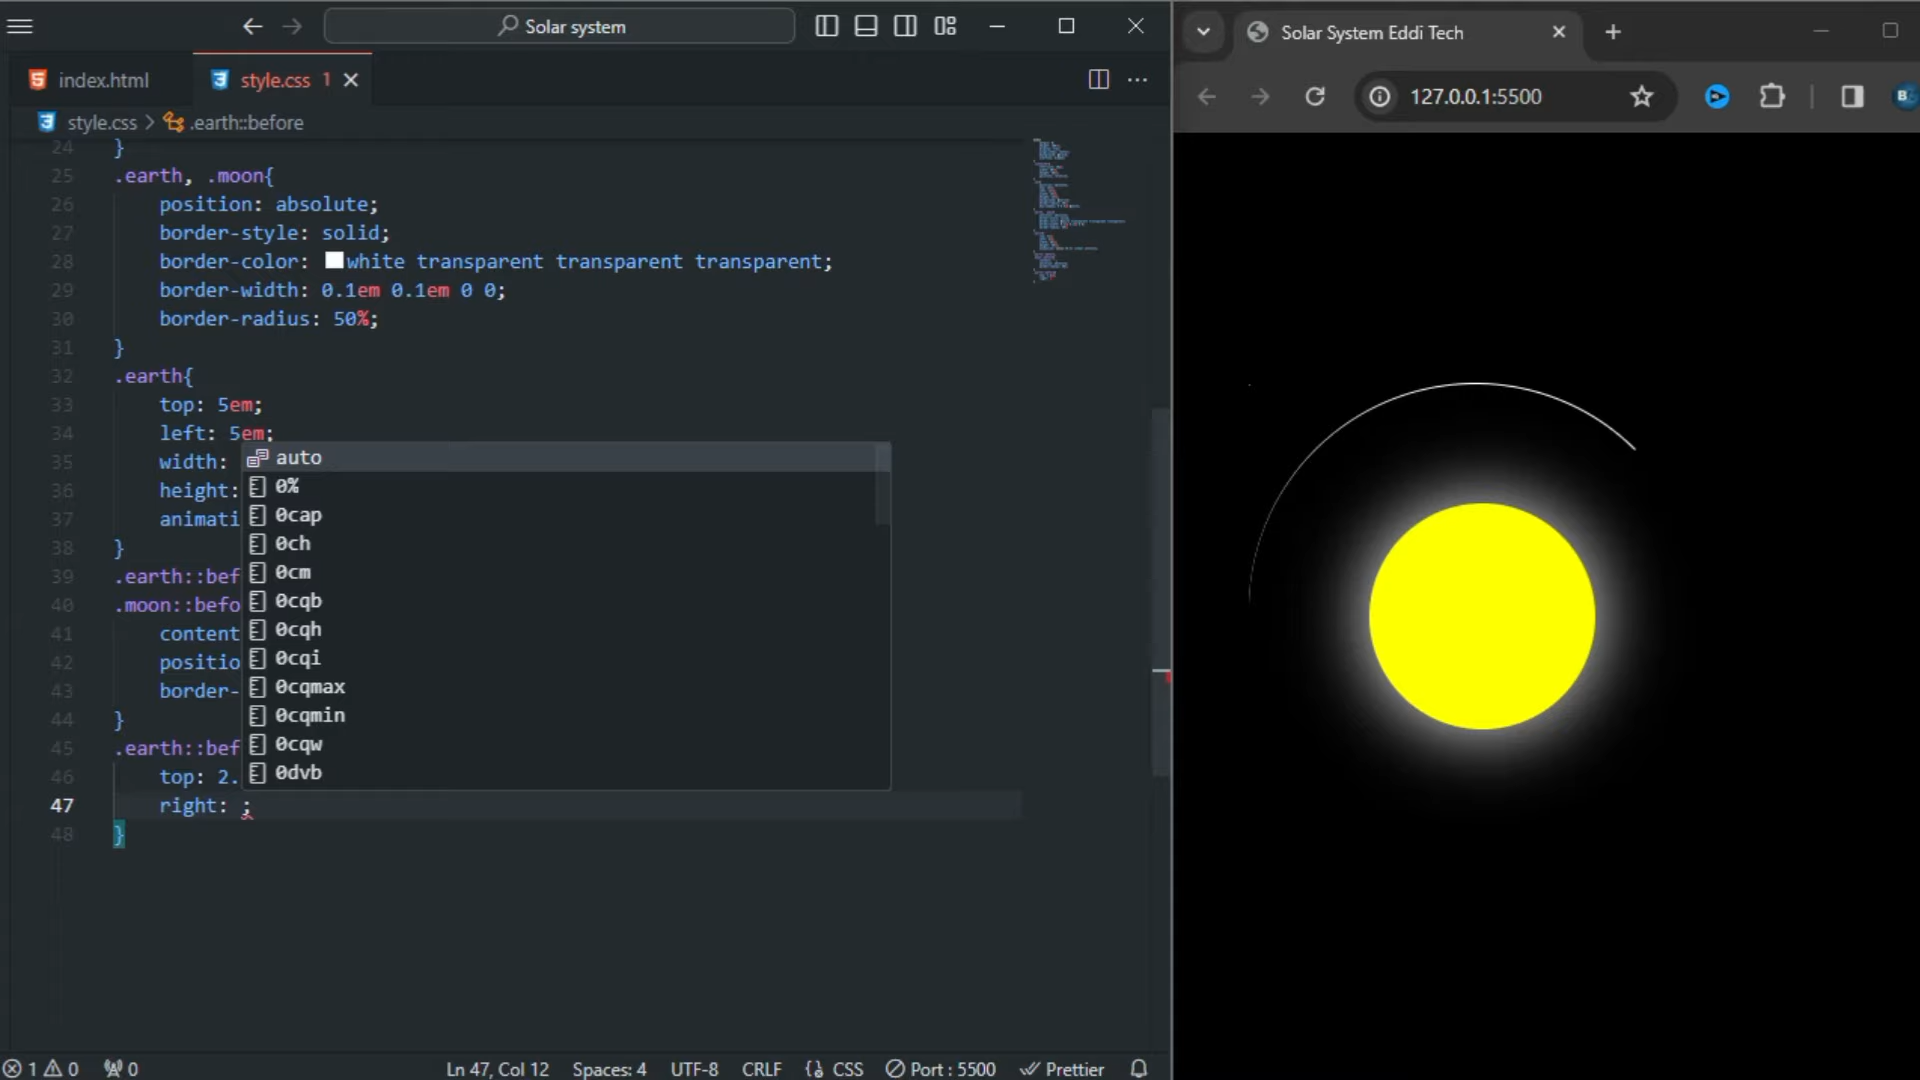 Solar system
index.html
style.css 1
style.css > .earth::before
24 }
25 .earth, .moon{
26 position: absolute;
27 border-style: solid;
28 border-color: white transparent transparent transparent;
29 border-width: 0.1em 0.1em 0 0;
30 border-radius: 50%;
31 }
32 .earth{
33 top: 5em;
34 left: 5em;
35 width:
36 height:
37 animati
38 }
39 .earth::bef
40 .moon::befo
41 content
42 positio
43 border-
44 }
45 .earth::bef
46 top: 2.
47 right: ;
48 }
auto
0%
0cap
0ch
0cm
0cqb
0cqh
0cqi
0cqmax
0cqmin
0cqw
0dvb
1 0 0 Ln 47, Col 12 Spaces: 4 UTF-8 CRLF {} CSS Port : 5500 Prettier
Solar System Eddi Tech
127.0.0.1:5500